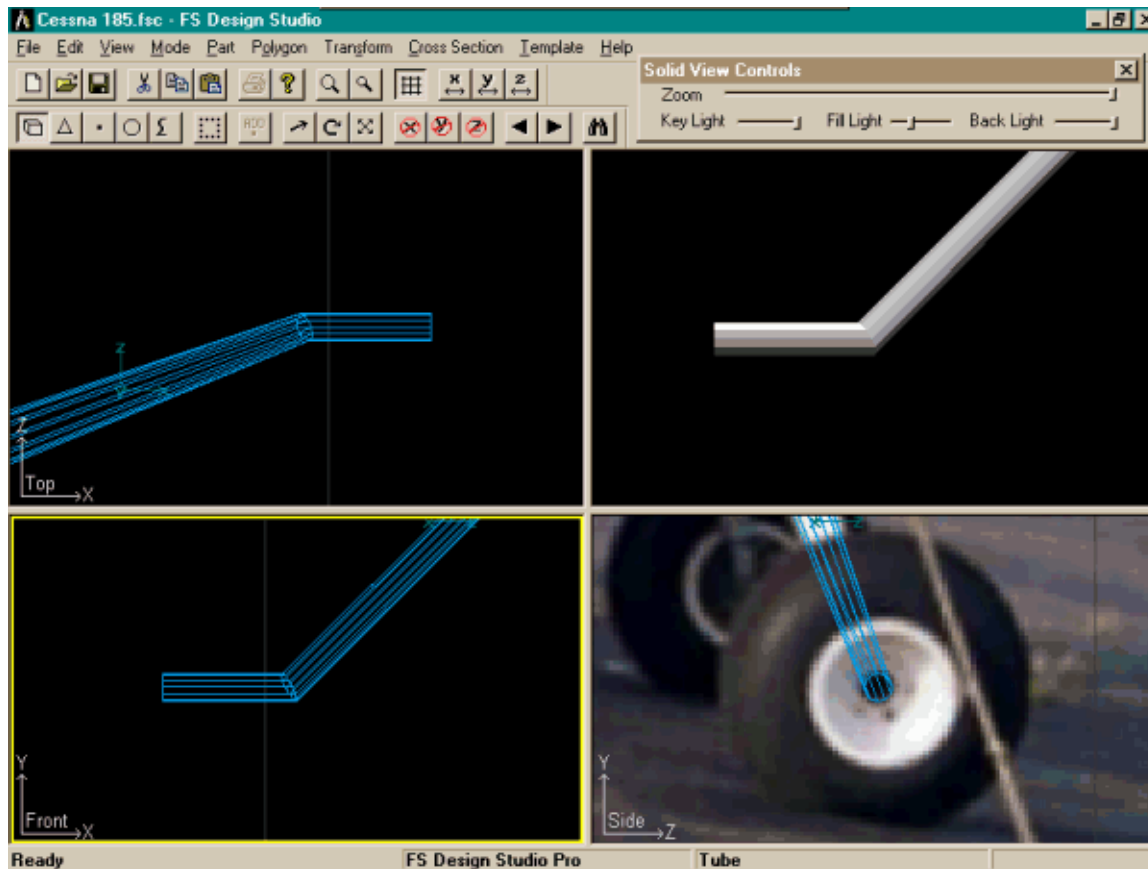 Cessna 185.fsc - FS Design Studio
File Edit View Mode Part Polygon Transform Cross Section Template Help
Solid View Controls
Zoom
Key Light Fill Light Back Light
x y z
ADD
X Y Z
z
Z
Top X
x z
Y
Front X
Y
Side Z
Ready FS Design Studio Pro Tube